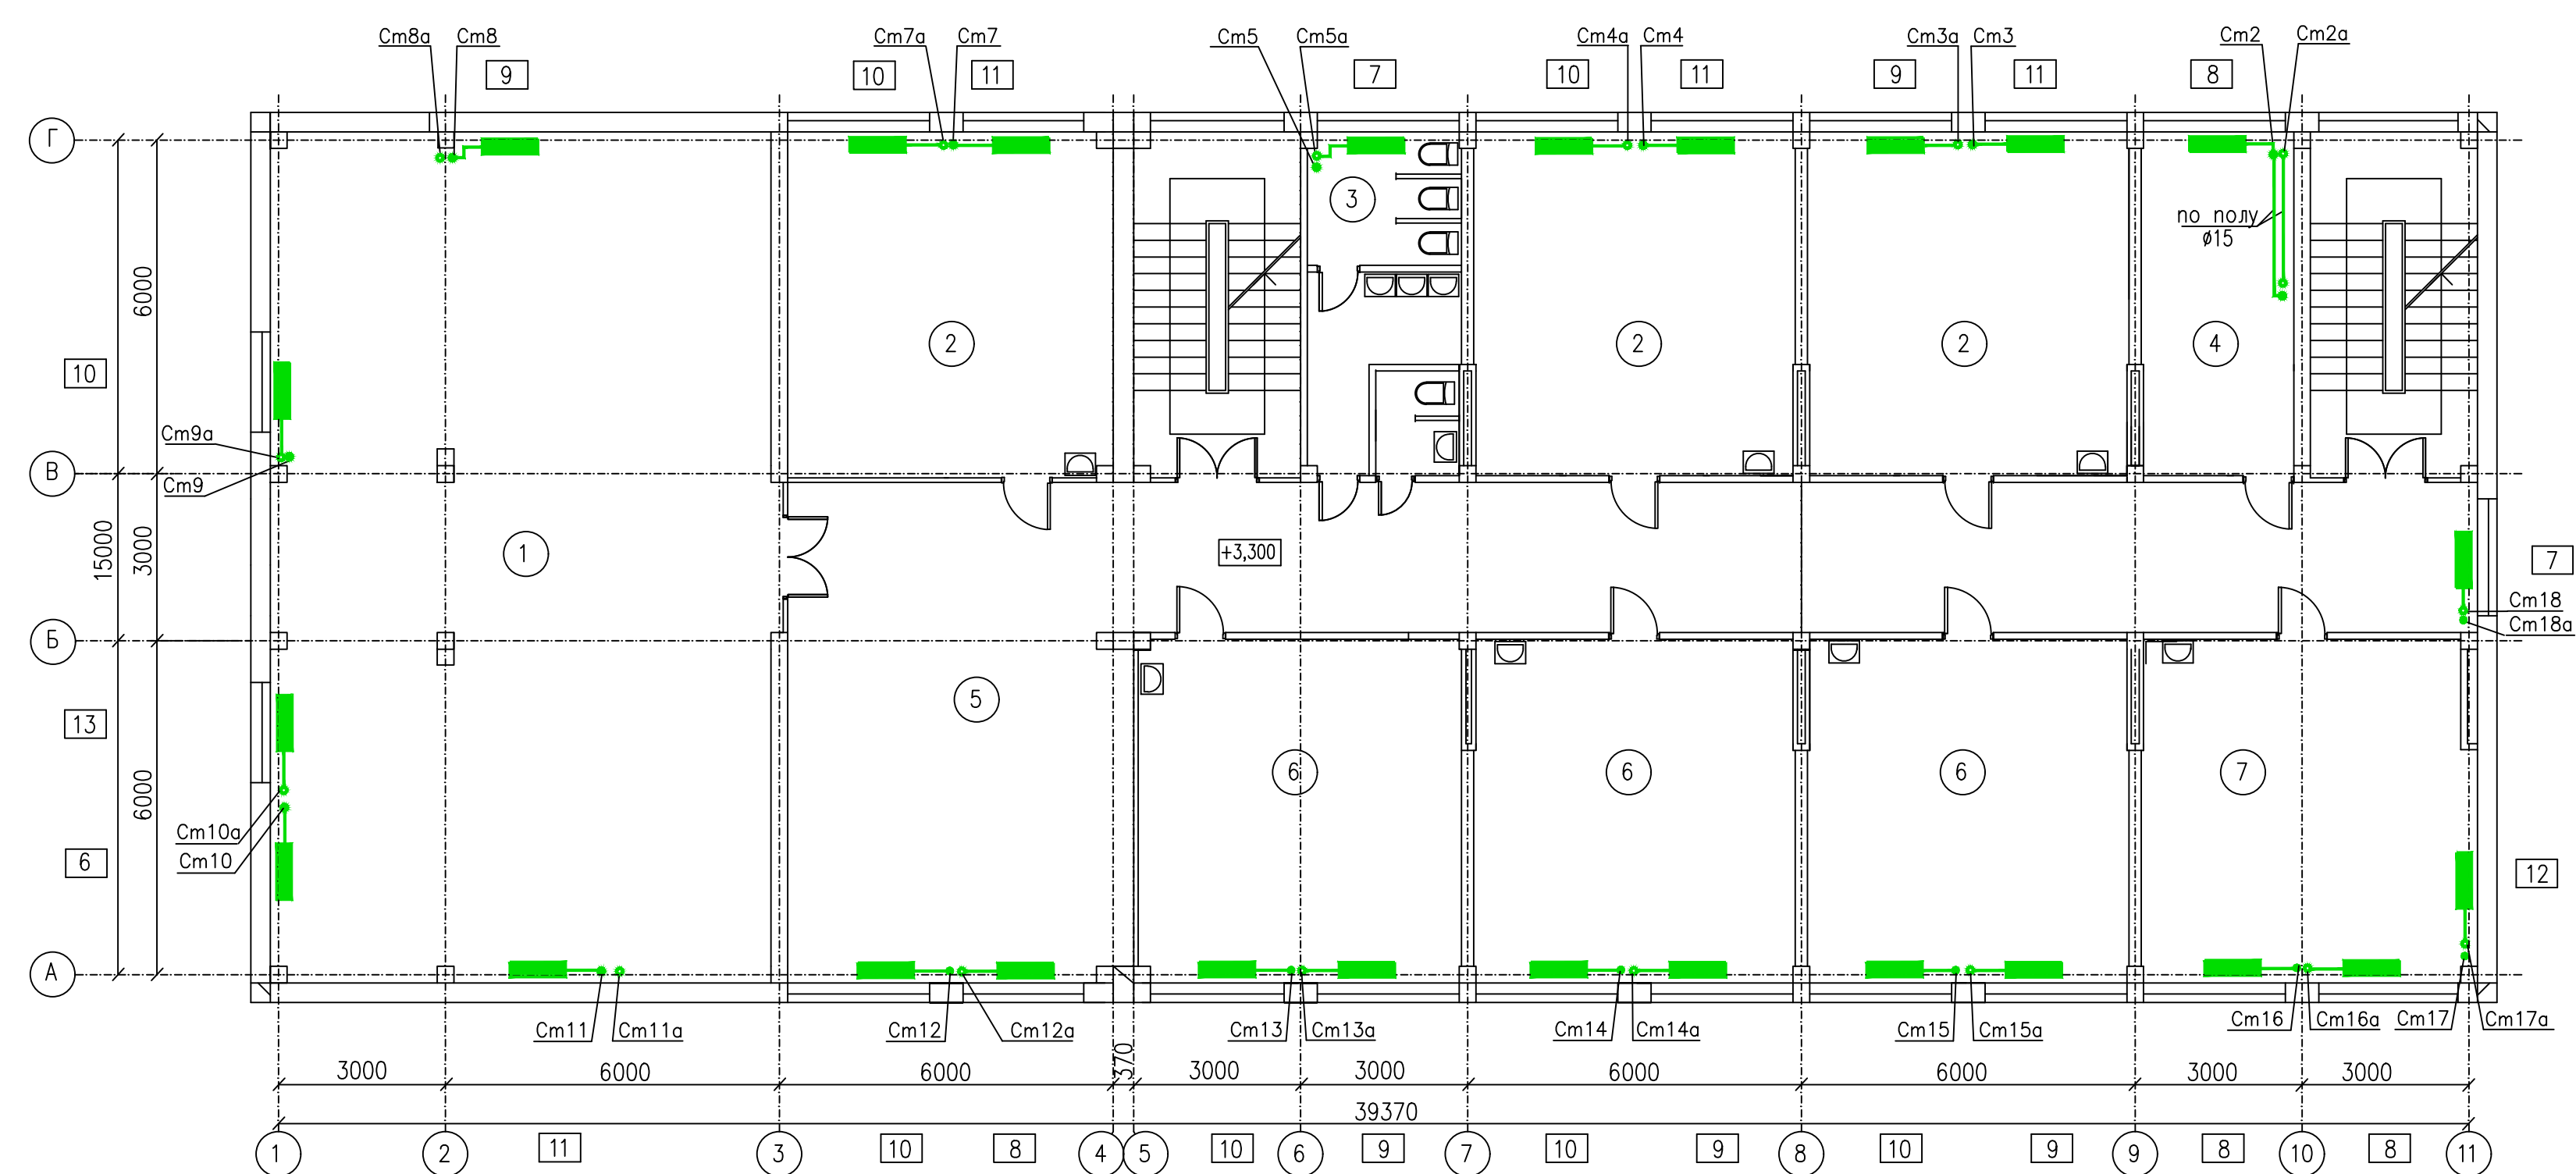 Ст8а Ст8 Ст7а Ст7 Ст5 Ст5а Ст4а Ст4 Ст3а Ст3 Ст2 Ст2а
9 10 11 7 10 11 9 11 8
Г
3
по полу
ø15
6000
2 2 2 4
10
Ст9а
В
Ст9
15000
3000
1
+3,300
7
Ст18
Ст18а
Б
5
13
6000
6 6 6 7
Ст10а
Ст10
6
12
А
Ст11 Ст11а Ст12 Ст12а Ст13 Ст13а Ст14 Ст14а Ст15 Ст15а Ст16 Ст16а Ст17 Ст17а
3000 6000 6000 370 3000 3000 6000 6000 3000 3000
39370
1 2 11 3 10 8 4 5 10 6 9 7 10 9 8 10 9 9 8 10 8 11